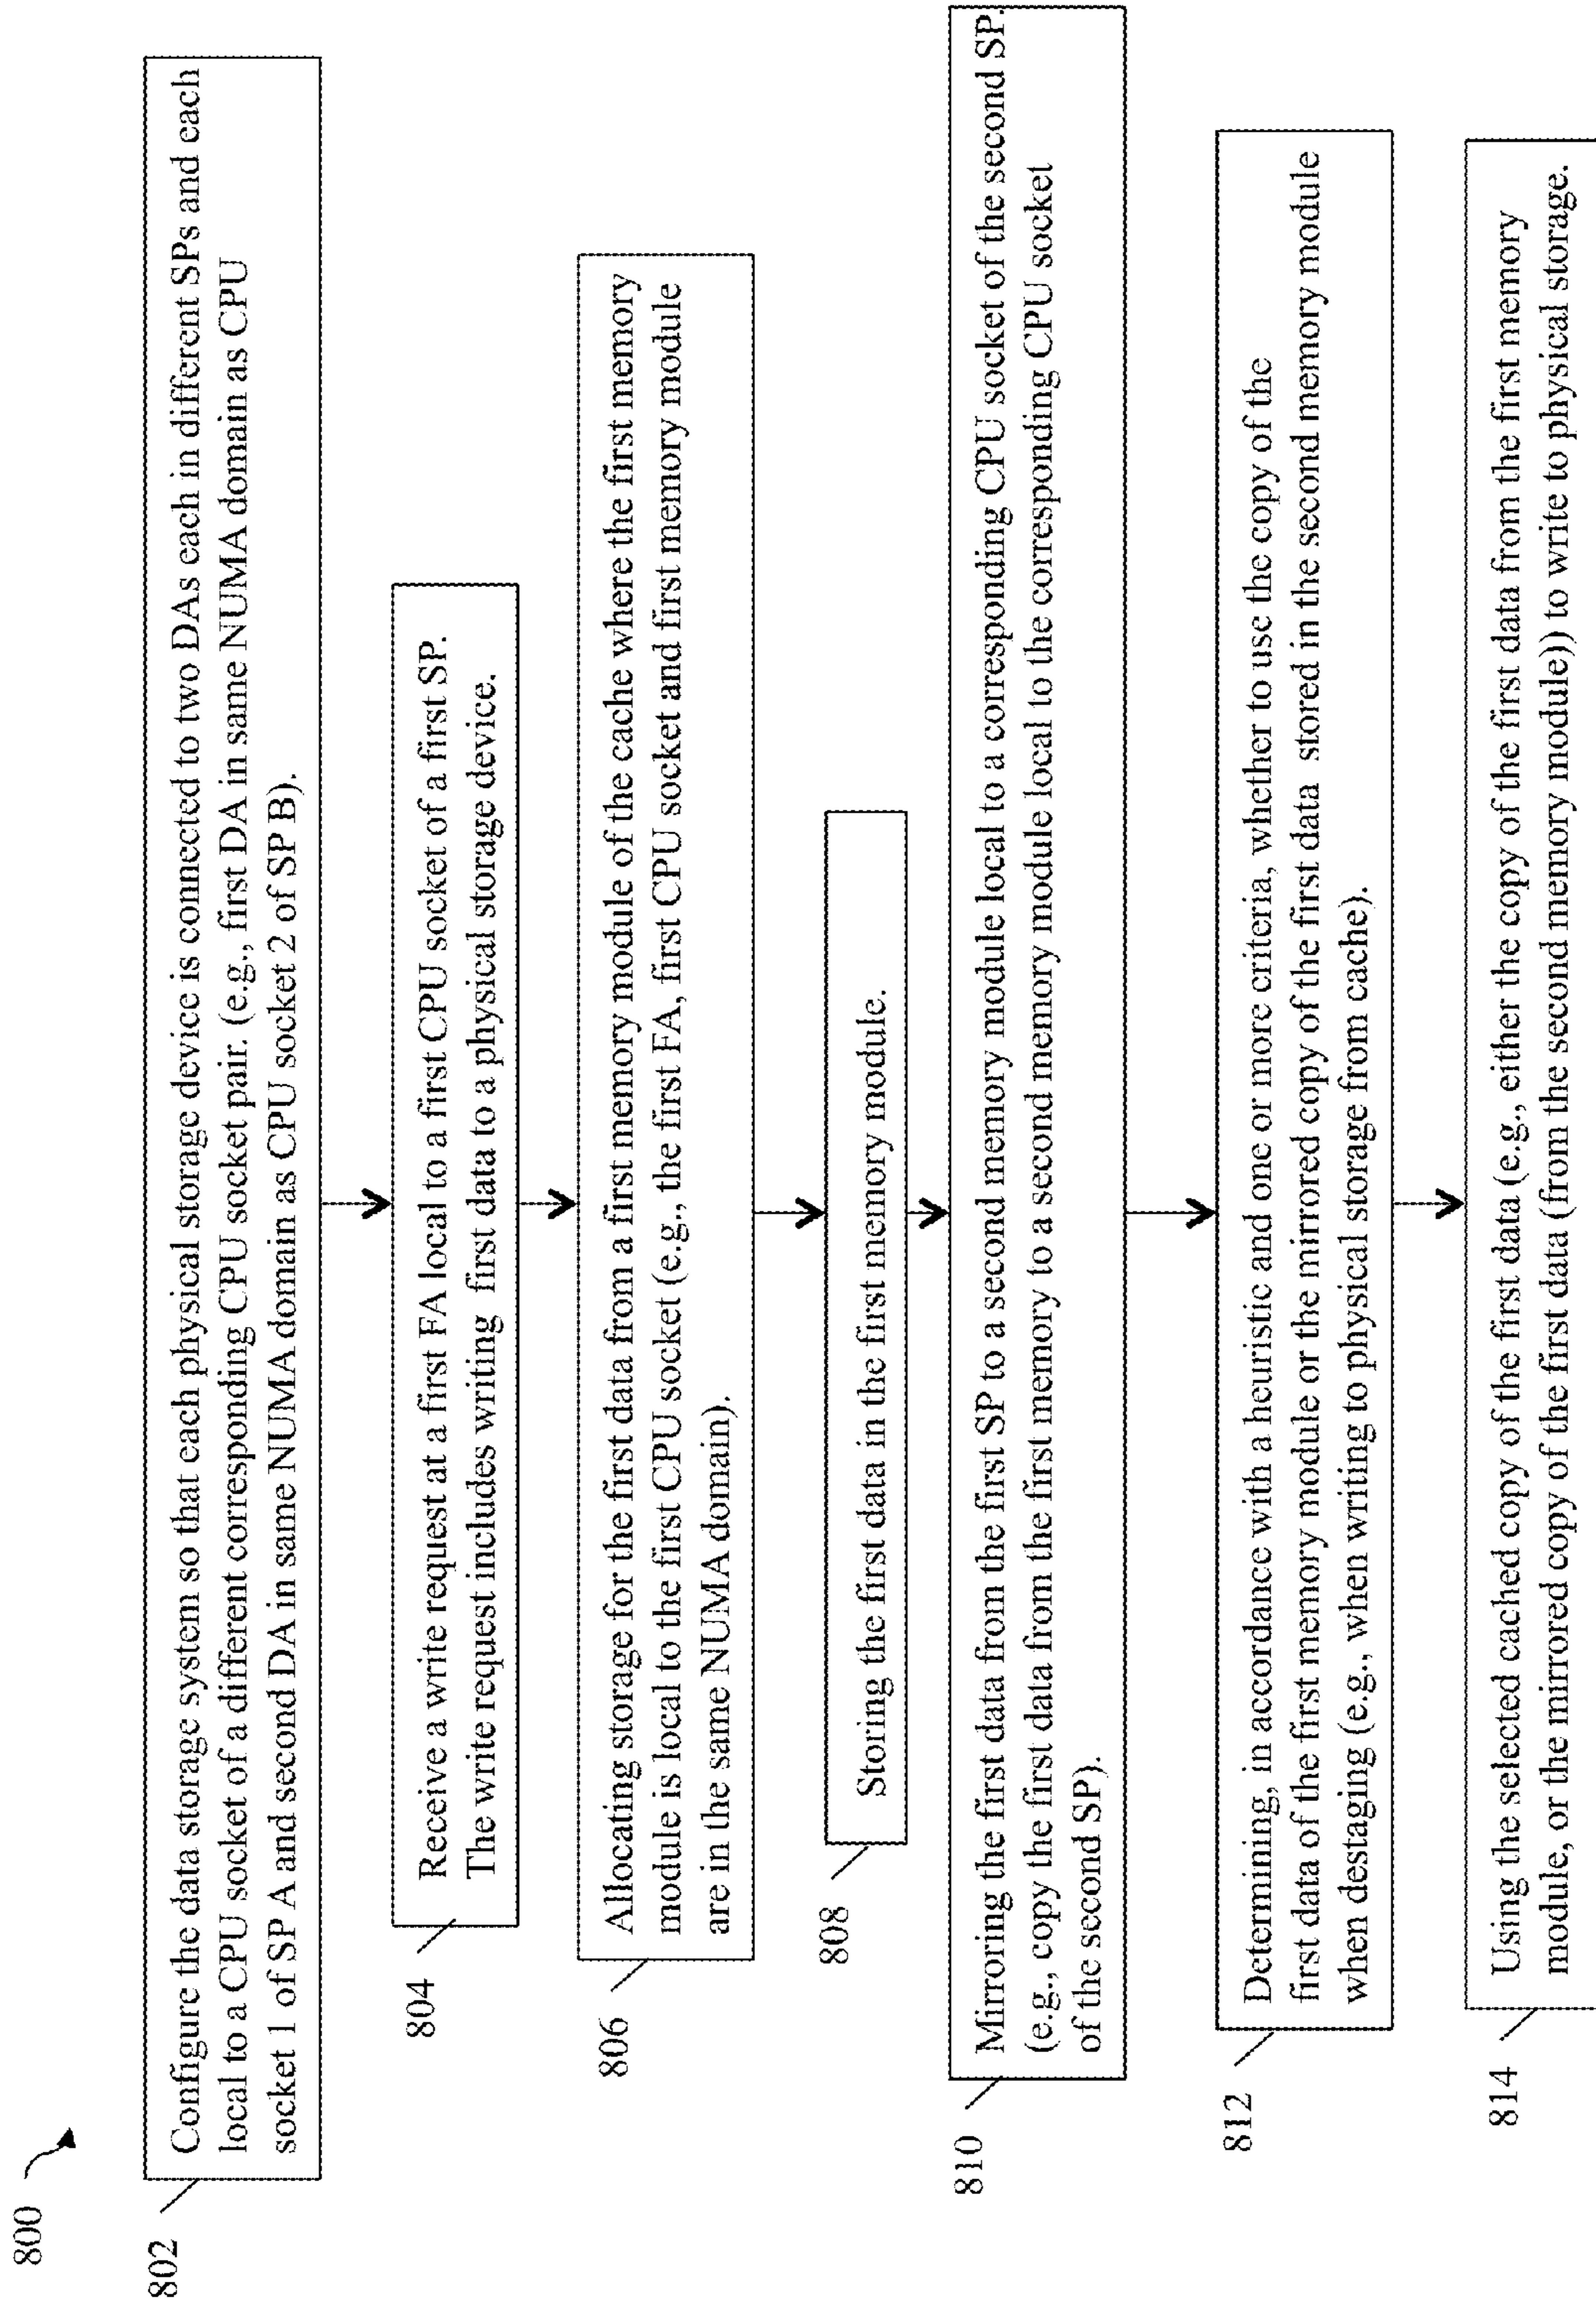 800
802
Configure the data storage system so that each physical storage device is connected to two DAs each in different SPs and each
local to a CPU socket of a different corresponding CPU socket pair. (e.g., first DA in same NUMA domain as CPU
socket 1 of SP A and second DA in same NUMA domain as CPU socket 2 of SP B).
804
Receive a write request at a first FA local to a first CPU socket of a first SP.
The write request includes writing first data to a physical storage device.
806
Allocating storage for the first data from a first memory module of the cache where the first memory
module is local to the first CPU socket (e.g., the first FA, first CPU socket and first memory module
are in the same NUMA domain).
808
Storing the first data in the first memory module.
810
Mirroring the first data from the first SP to a second memory module local to a corresponding CPU socket of the second SP.
(e.g., copy the first data from the first memory to a second memory module local to the corresponding CPU socket
of the second SP).
812
Determining, in accordance with a heuristic and one or more criteria, whether to use the copy of the
first data of the first memory module or the mirrored copy of the first data stored in the second memory module
when destaging (e.g., when writing to physical storage from cache).
814
Using the selected cached copy of the first data (e.g., either the copy of the first data from the first memory
module, or the mirrored copy of the first data (from the second memory module)) to write to physical storage.